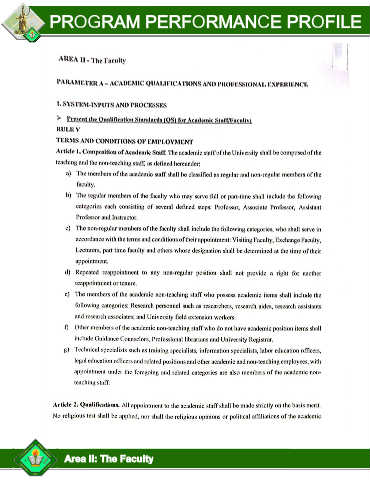 PROGRAM PERFORMANCE PROFILE
AREA II - The Faculty
PARAMETER A – ACADEMIC QUALIFICATIONS AND PROFESSIONAL EXPERIENCE
I. SYSTEM-INPUTS AND PROCESSES
➢ Present the Qualification Standards (QS) for Academic Staff(Faculty)
RULE V
TERMS AND CONDITIONS OF EMPLOYMENT
Article 1. Composition of Academic Staff. The academic staff of the University shall be composed of the
teaching and the non-teaching staff, as defined hereunder;
a) The members of the academic staff shall be classified as regular and non-regular members of the
faculty.
b) The regular members of the faculty who may serve full or part-time shall include the following
categories each consisting of several defined steps: Professor, Associate Professor, Assistant
Professor and Instructor.
c) The non-regular members of the faculty shall include the following categories, who shall serve in
accordance with the terms and conditions of their appointment: Visiting Faculty, Exchange Faculty,
Lecturers, part time faculty and others whose designation shall be determined at the time of their
appointment.
d) Repeated reappointment to any non-regular position shall not provide a right for another
reappointment or tenure.
e) The members of the academic non-teaching staff who possess academic items shall include the
following categories: Research personnel such as researchers, research aides, research assistants
and research associates; and University field extension workers.
f) Other members of the academic non-teaching staff who do not have academic position items shall
include Guidance Counselors, Professional librarians and University Registrar.
g) Technical specialists such as training specialists, information specialists, labor education officers,
legal education officers and related positions and other academic and non-teaching employees, with
appointment under the foregoing and related categories are also members of the academic non-
teaching staff.
Article 2. Qualifications. All appointment to the academic staff shall be made strictly on the basis merit.
No religious test shall be applied, nor shall the religious opinions or political affiliations of the academic
Area II: The Faculty